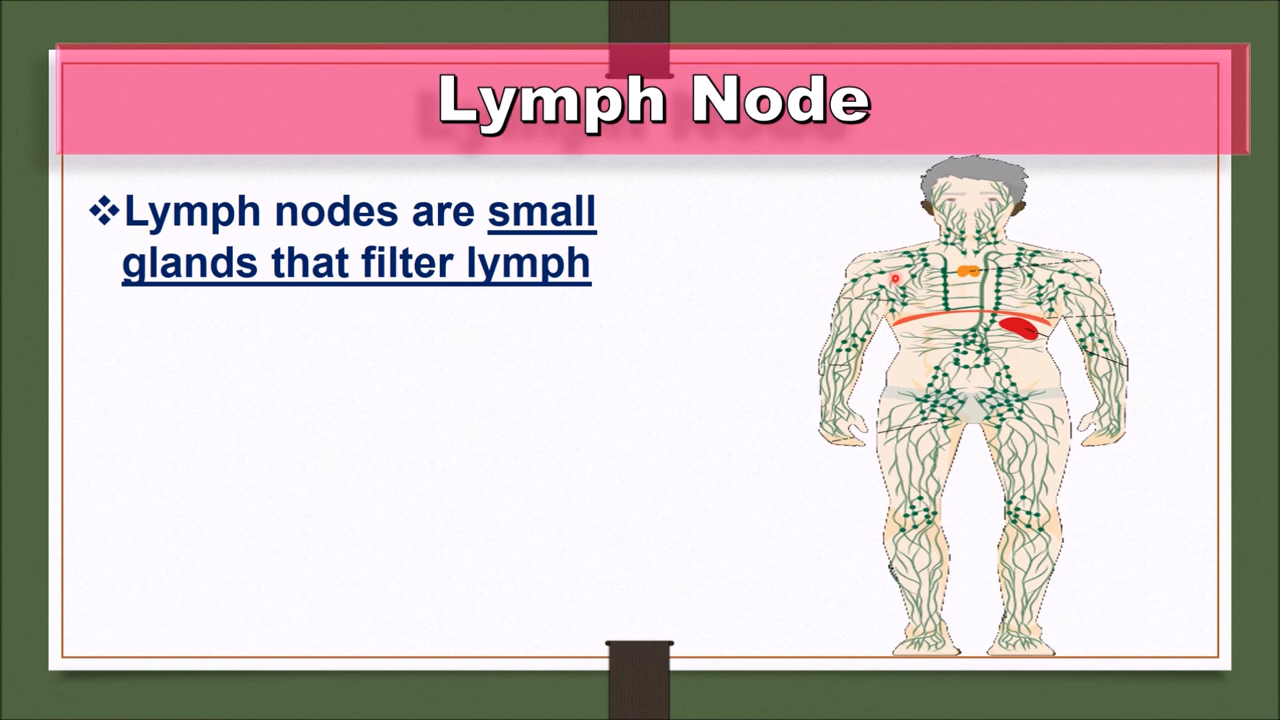 Lymph Node
❖Lymph nodes are small
glands that filter lymph